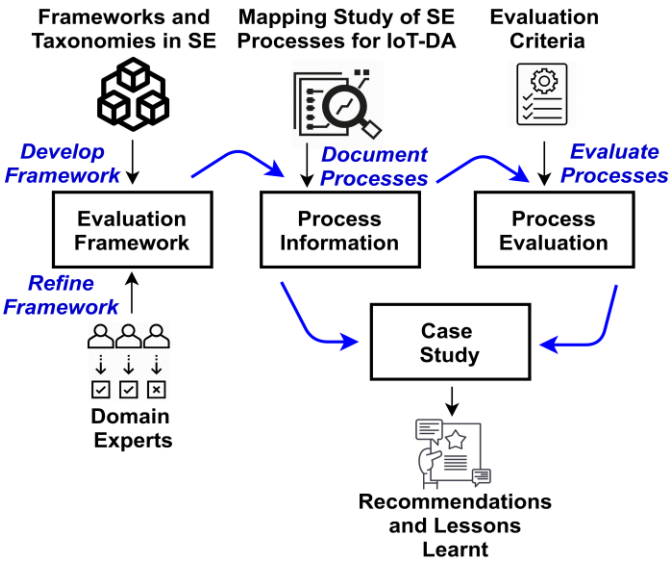 Frameworks and
Taxonomies in SE
Mapping Study of SE
Processes for IoT-DA
Evaluation
Criteria
Develop
Framework
Document
Processes
Evaluate
Processes
Evaluation
Framework
Process
Information
Process
Evaluation
Refine
Framework
Case
Study
Domain
Experts
Recommendations
and Lessons
Learnt